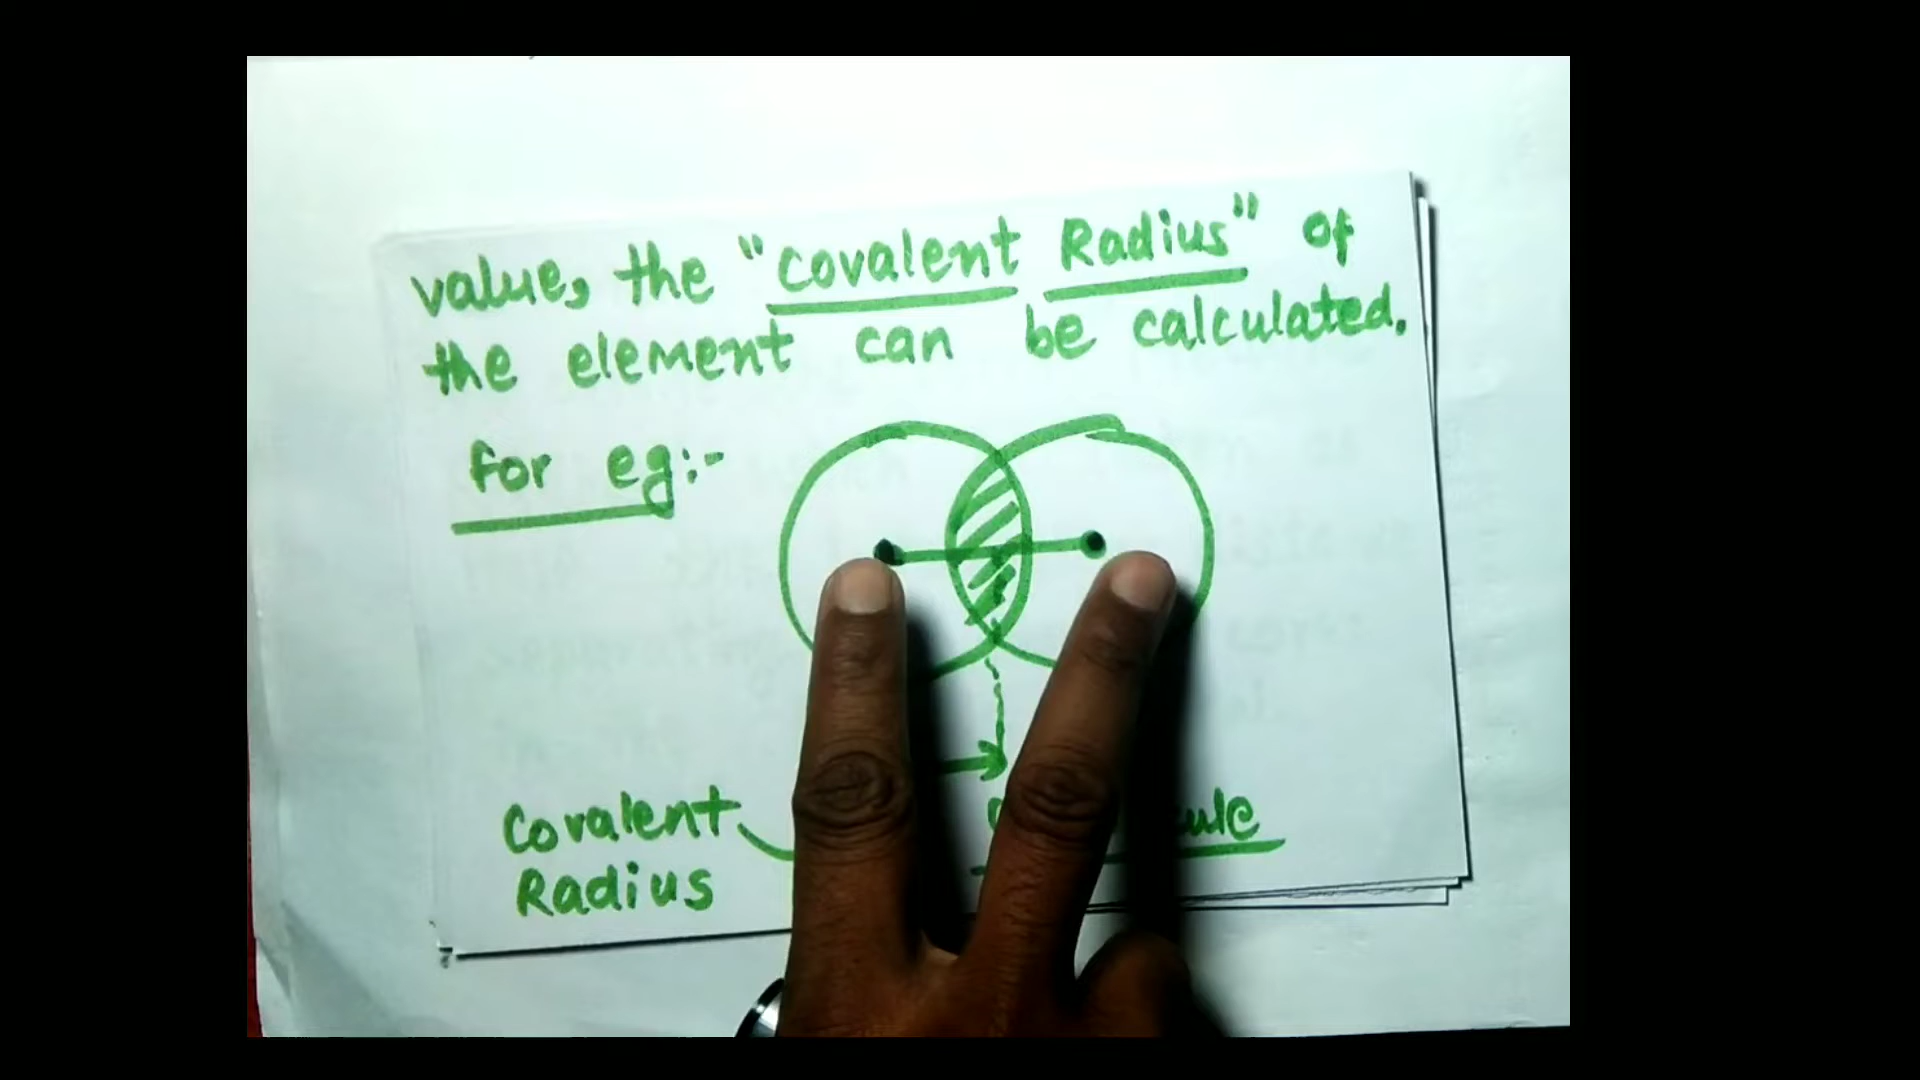 value, the "covalent Radius" of
the element can be calculated.
for eg:-
Covalent
Radius